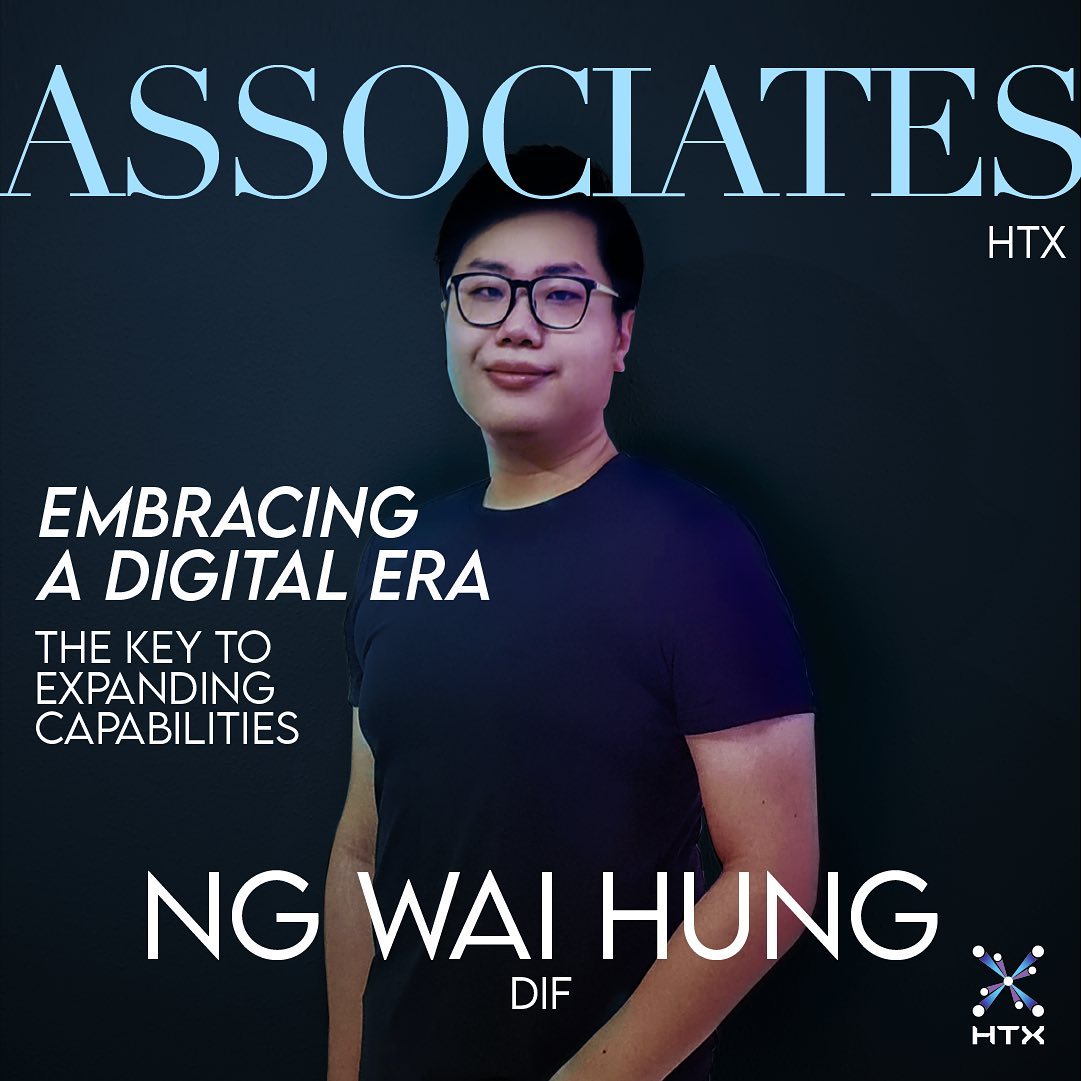 ASSOCIATES
HTX
EMBRACING
A DIGITAL ERA
THE KEY TO
EXPANDING
CAPABILITIES
NG WAI HUNG
DIF
HTX